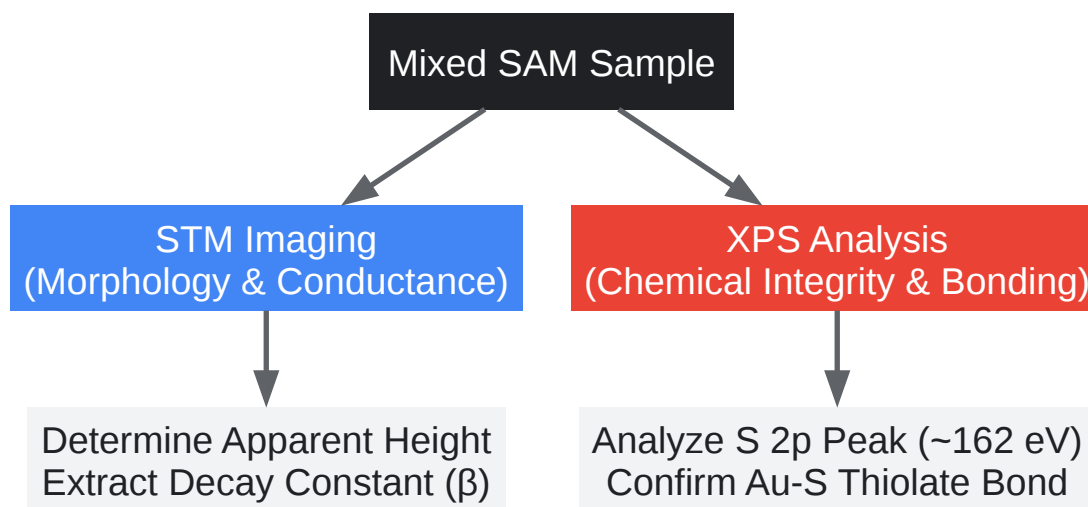 Mixed SAM Sample
STM Imaging
(Morphology & Conductance)
XPS Analysis
(Chemical Integrity & Bonding)
Determine Apparent Height
Extract Decay Constant (β)
Analyze S 2p Peak (~162 eV)
Confirm Au-S Thiolate Bond